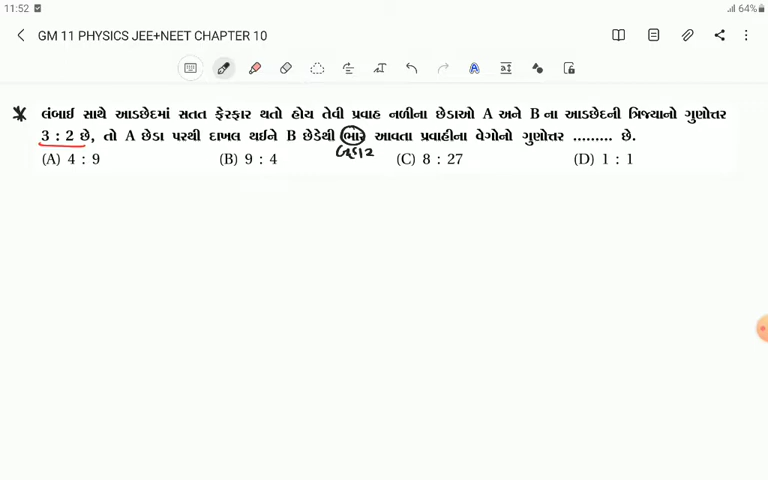 11:52 64%
GM 11 PHYSICS JEE+NEET CHAPTER 10
લંબાઈ સાથે આડછેદમાં સતત ફેરફાર થતો હોય તેવી પ્રવાહ નળીના છેડાઓ A અને B ના આડછેદની ત્રિજ્યાનો ગુણોત્તર
3 : 2 છે, તો A છેડા પરથી દાખલ થઈને B છેડેથી ભાર આવતા પ્રવાહીના વેગોનો ગુણોત્તર ......... છે.
બહાર
(A) 4 : 9 (B) 9 : 4 (C) 8 : 27 (D) 1 : 1